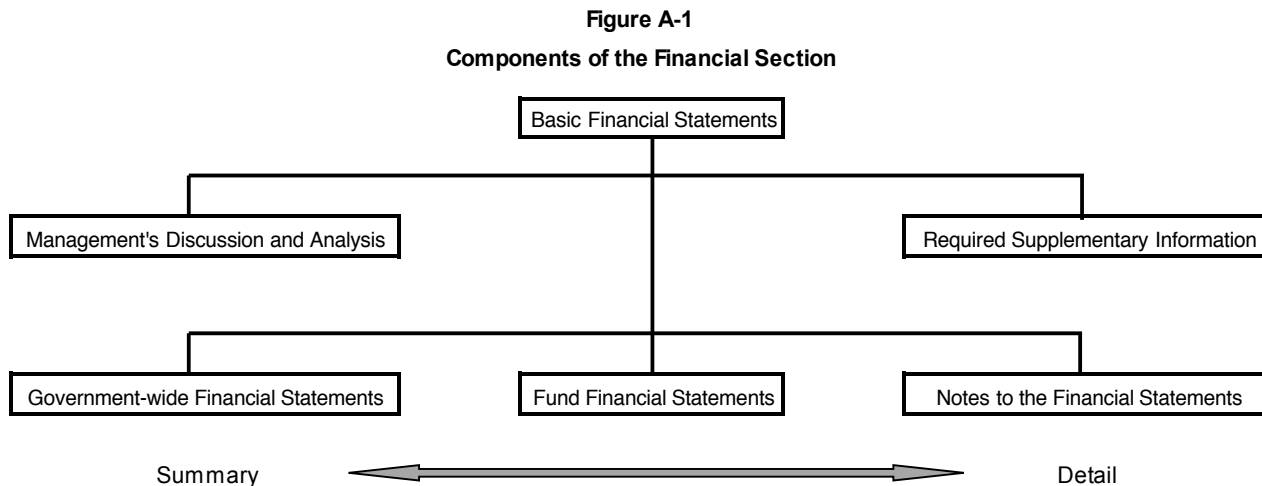 Figure A-1
Components of the Financial Section
Basic Financial Statements
Management's Discussion and Analysis
Required Supplementary Information
Government-wide Financial Statements
Fund Financial Statements
Notes to the Financial Statements
Summary
Detail